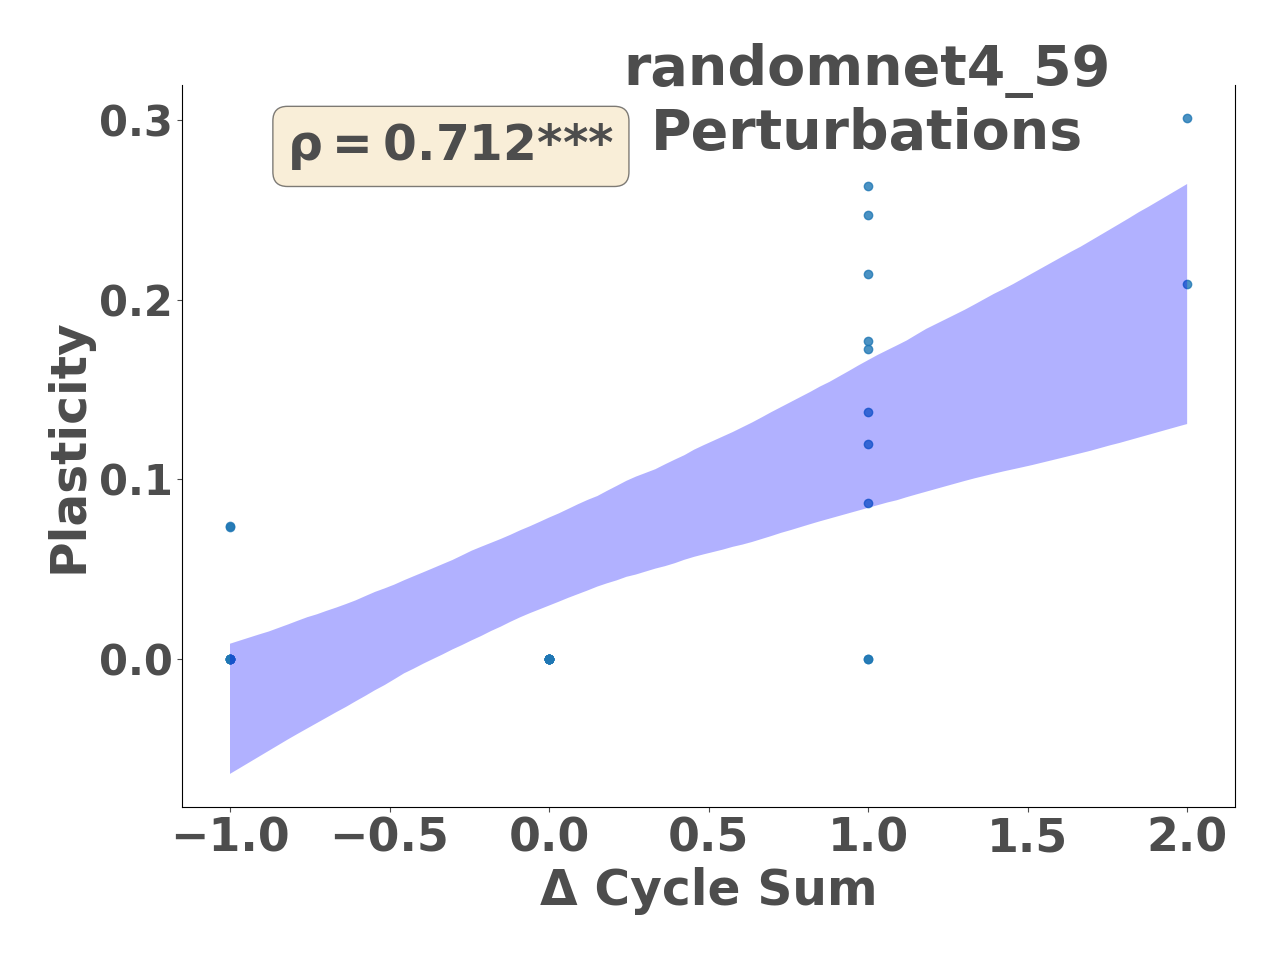 randomnet4_59
Perturbations
ρ = 0.712***
0.3
0.2
0.1
0.0
Plasticity
−1.0 −0.5 0.0 0.5 1.0 1.5 2.0
Δ Cycle Sum